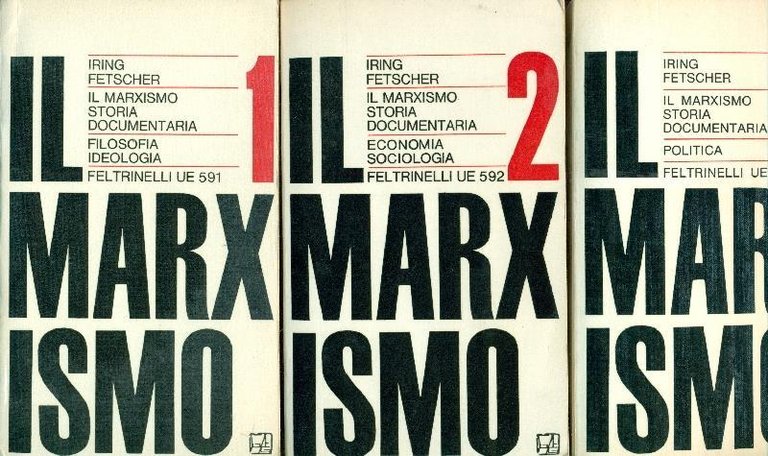 IRING
FETSCHER
IL MARXISMO
STORIA
DOCUMENTARIA
FILOSOFIA
IDEOLOGIA
FELTRINELLI UE 591
1
IL
MARX
ISMO
IRING
FETSCHER
IL MARXISMO
STORIA
DOCUMENTARIA
ECONOMIA
SOCIOLOGIA
FELTRINELLI UE 592
2
IL
MARX
ISMO
IRING
FETSCHER
IL MARXISMO
STORIA
DOCUMENTARIA
POLITICA
FELTRINELLI UE
IL
MAR
ISM